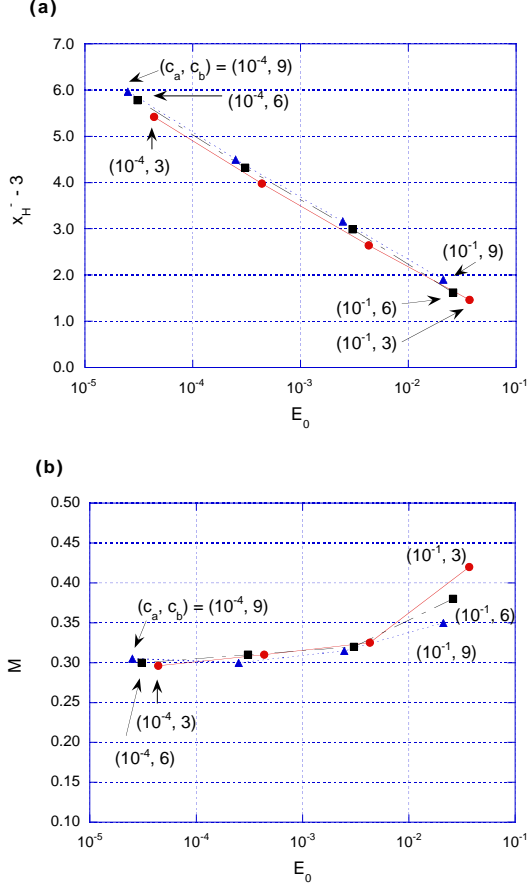 (a)
7.0
(c_a, c_b) = (10^-4, 9)
6.0
(10^-4, 6)
5.0
(10^-4, 3)
4.0
x_H^- - 3
3.0
(10^-1, 9)
2.0
(10^-1, 6)
1.0
(10^-1, 3)
0.0
10^-5 10^-4 10^-3 10^-2 10^-1
E_0
(b)
0.50
0.45
(10^-1, 3)
0.40
(c_a, c_b) = (10^-4, 9)
(10^-1, 6)
0.35
(10^-1, 9)
M
0.30
0.25
(10^-4, 3)
0.20
(10^-4, 6)
0.15
0.10
10^-5 10^-4 10^-3 10^-2 10^-1
E_0